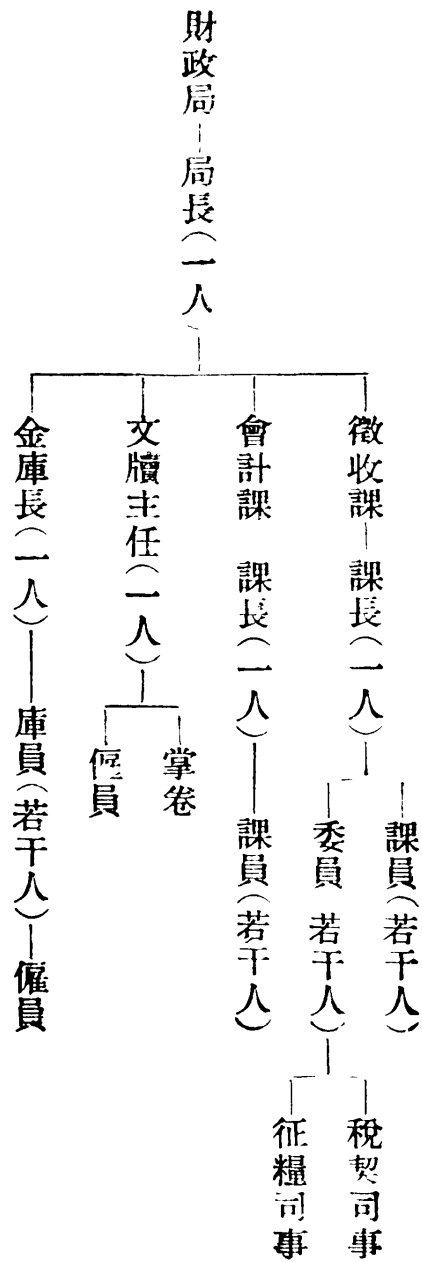 財政局—局長(一人)
徵收課—課長(一人)
課員(若干人)
委員 若干人)
稅契司事
征糧司事
會計課 課長(一人)——課員(若干人)
文牘主任(一人)
掌卷
僱員
金庫長(一人)——庫員(若干人)—僱員